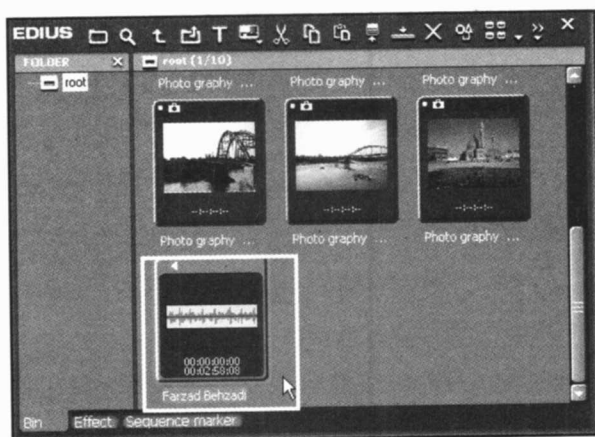 EDIUS
FOLDER
root (1/10)
root
Photo graphy ... Photo graphy ... Photo graphy ...
--:--:--:-- --:--:--:-- --:--:--:--
Photo graphy ... Photo graphy ... Photo graphy ...
00:00:00:00
00:02:58:08
Farzad Behzadi
Bin Effect Sequence marker